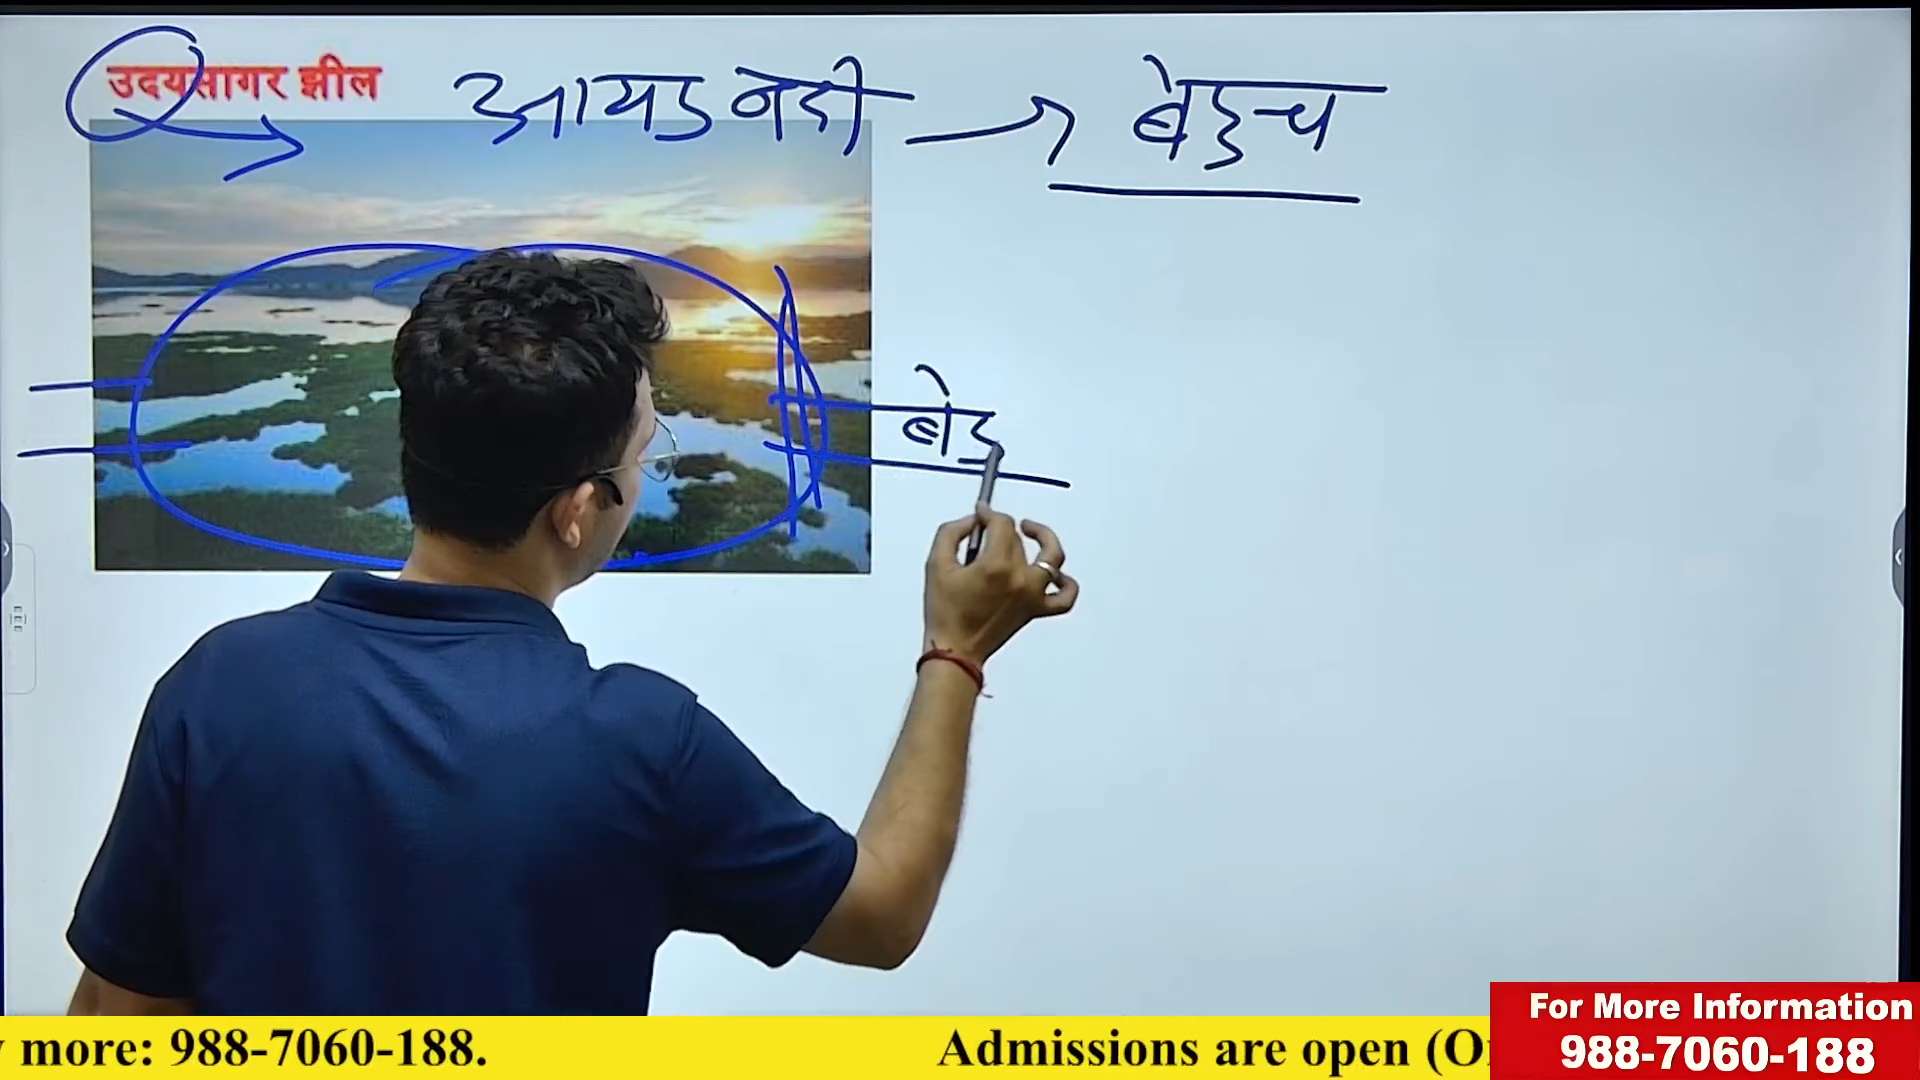 उदयसागर झील
आयड नदी → बेड़च
बेड
more: 988-7060-188.
Admissions are open (O
For More Information
988-7060-188